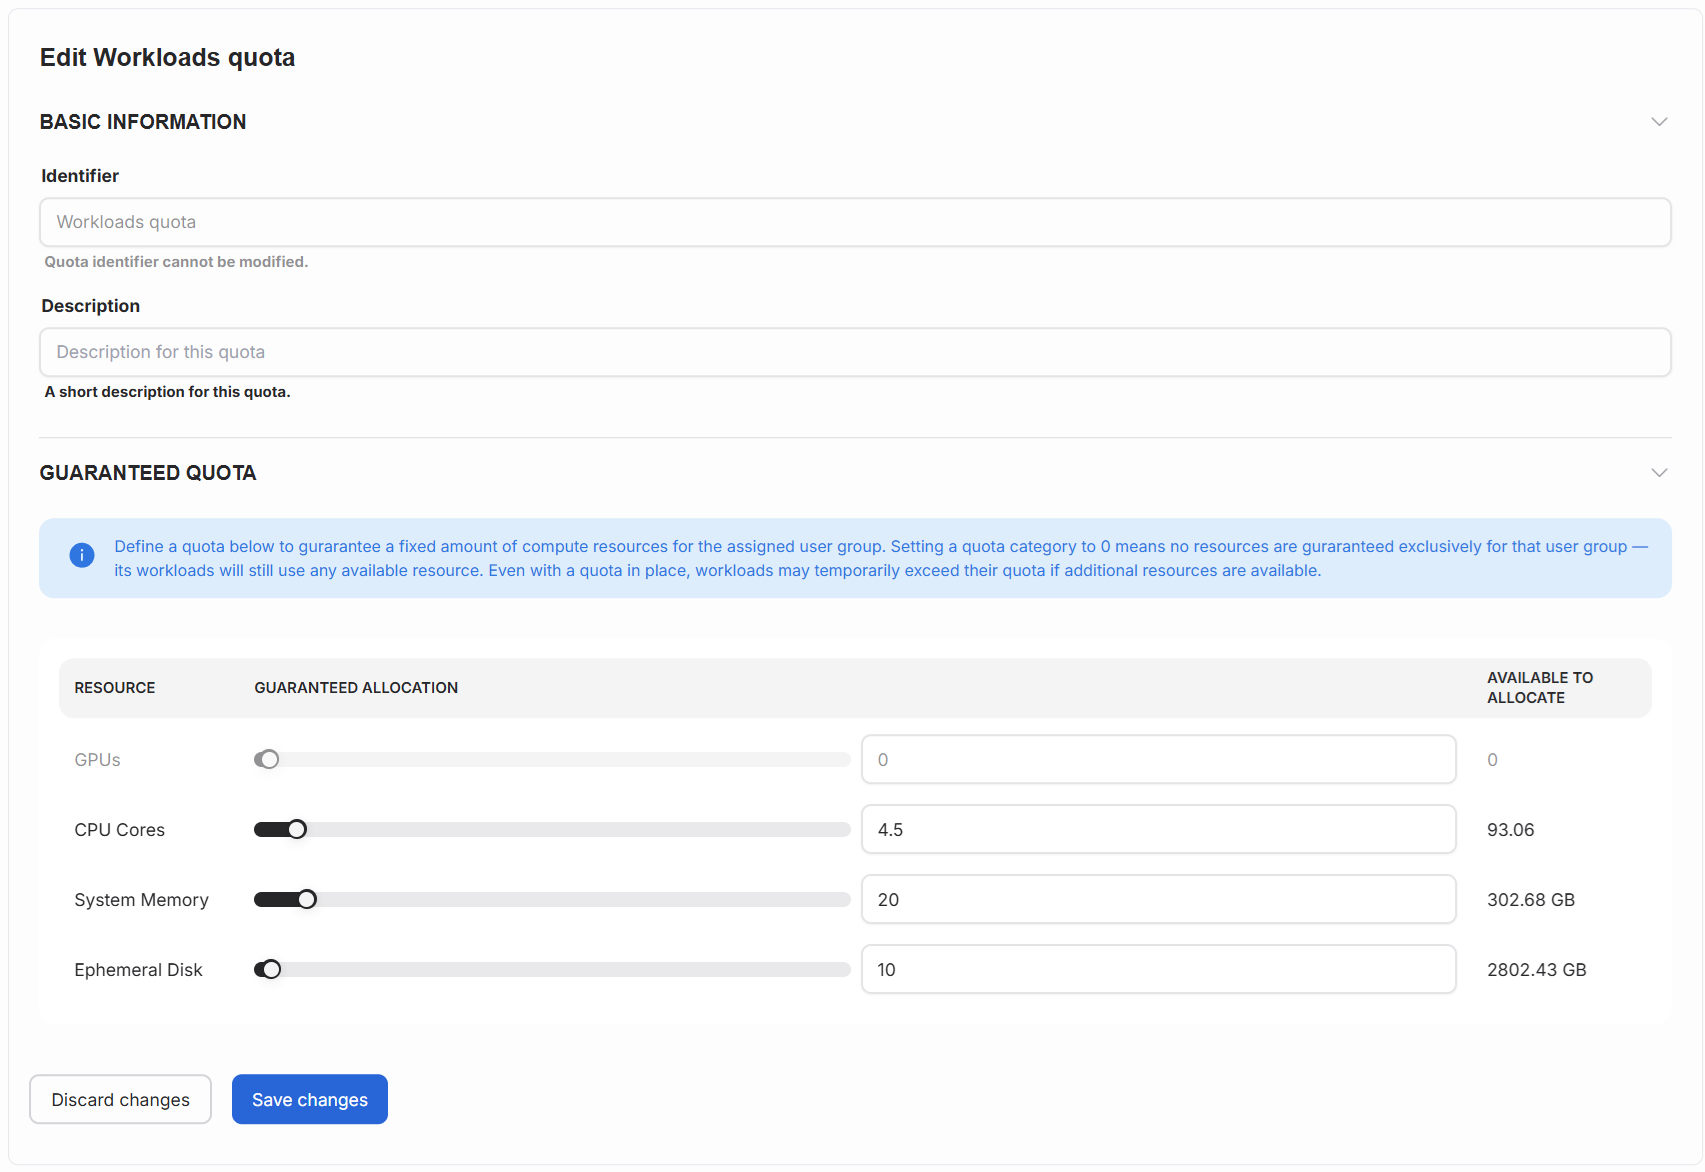 Edit Workloads quota
BASIC INFORMATION
Identifier
Workloads quota
Quota identifier cannot be modified.
Description
Description for this quota
A short description for this quota.
GUARANTEED QUOTA
Define a quota below to gurarantee a fixed amount of compute resources for the assigned user group. Setting a quota category to 0 means no resources are guraranteed exclusively for that user group —
its workloads will still use any available resource. Even with a quota in place, workloads may temporarily exceed their quota if additional resources are available.
RESOURCE GUARANTEED ALLOCATION AVAILABLE TO
ALLOCATE
GPUs 0 0
CPU Cores 4.5 93.06
System Memory 20 302.68 GB
Ephemeral Disk 10 2802.43 GB
Discard changes Save changes